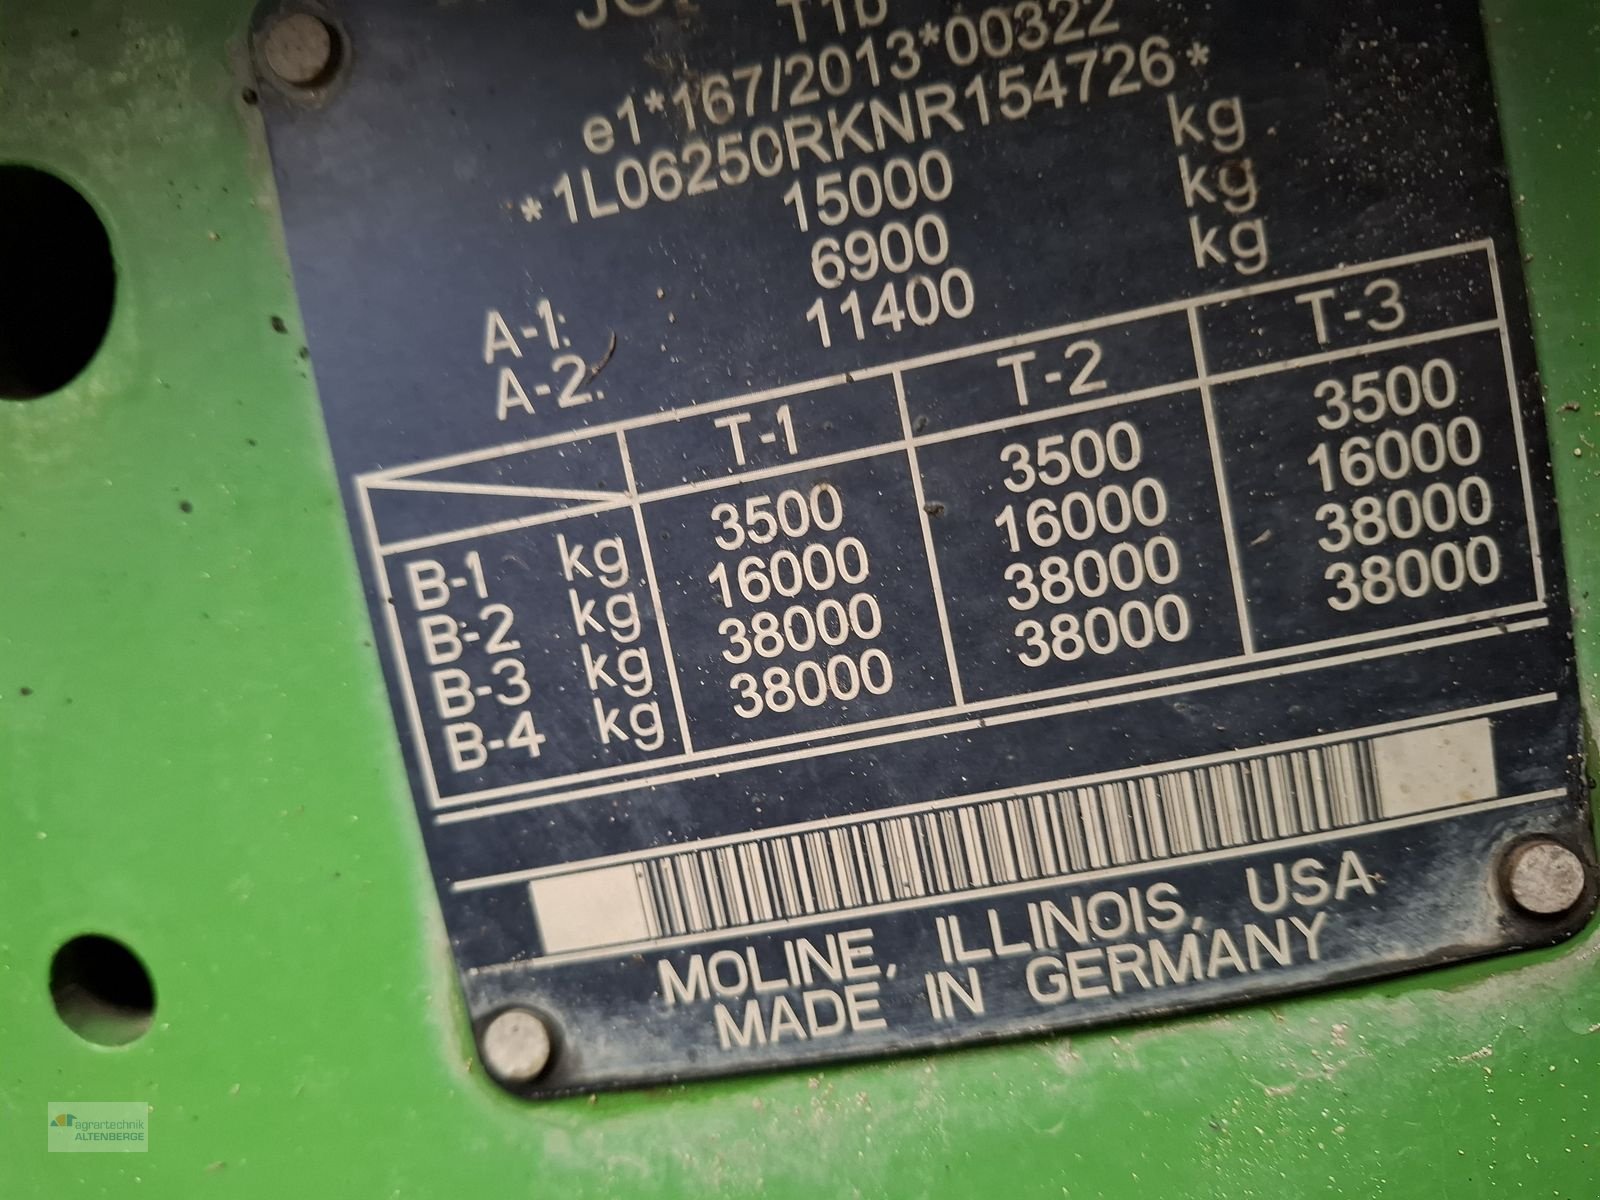 T1b
e1*167/2013*00322
*1L06250RKNR154726*
15000 kg
A-1: 6900 kg
A-2: 11400 kg
T-1 T-2 T-3
B-1 kg 3500 3500 3500
B-2 kg 16000 16000 16000
B-3 kg 38000 38000 38000
B-4 kg 38000 38000 38000
MOLINE, ILLINOIS, USA
MADE IN GERMANY
agrartechnik
ALTENBERGE